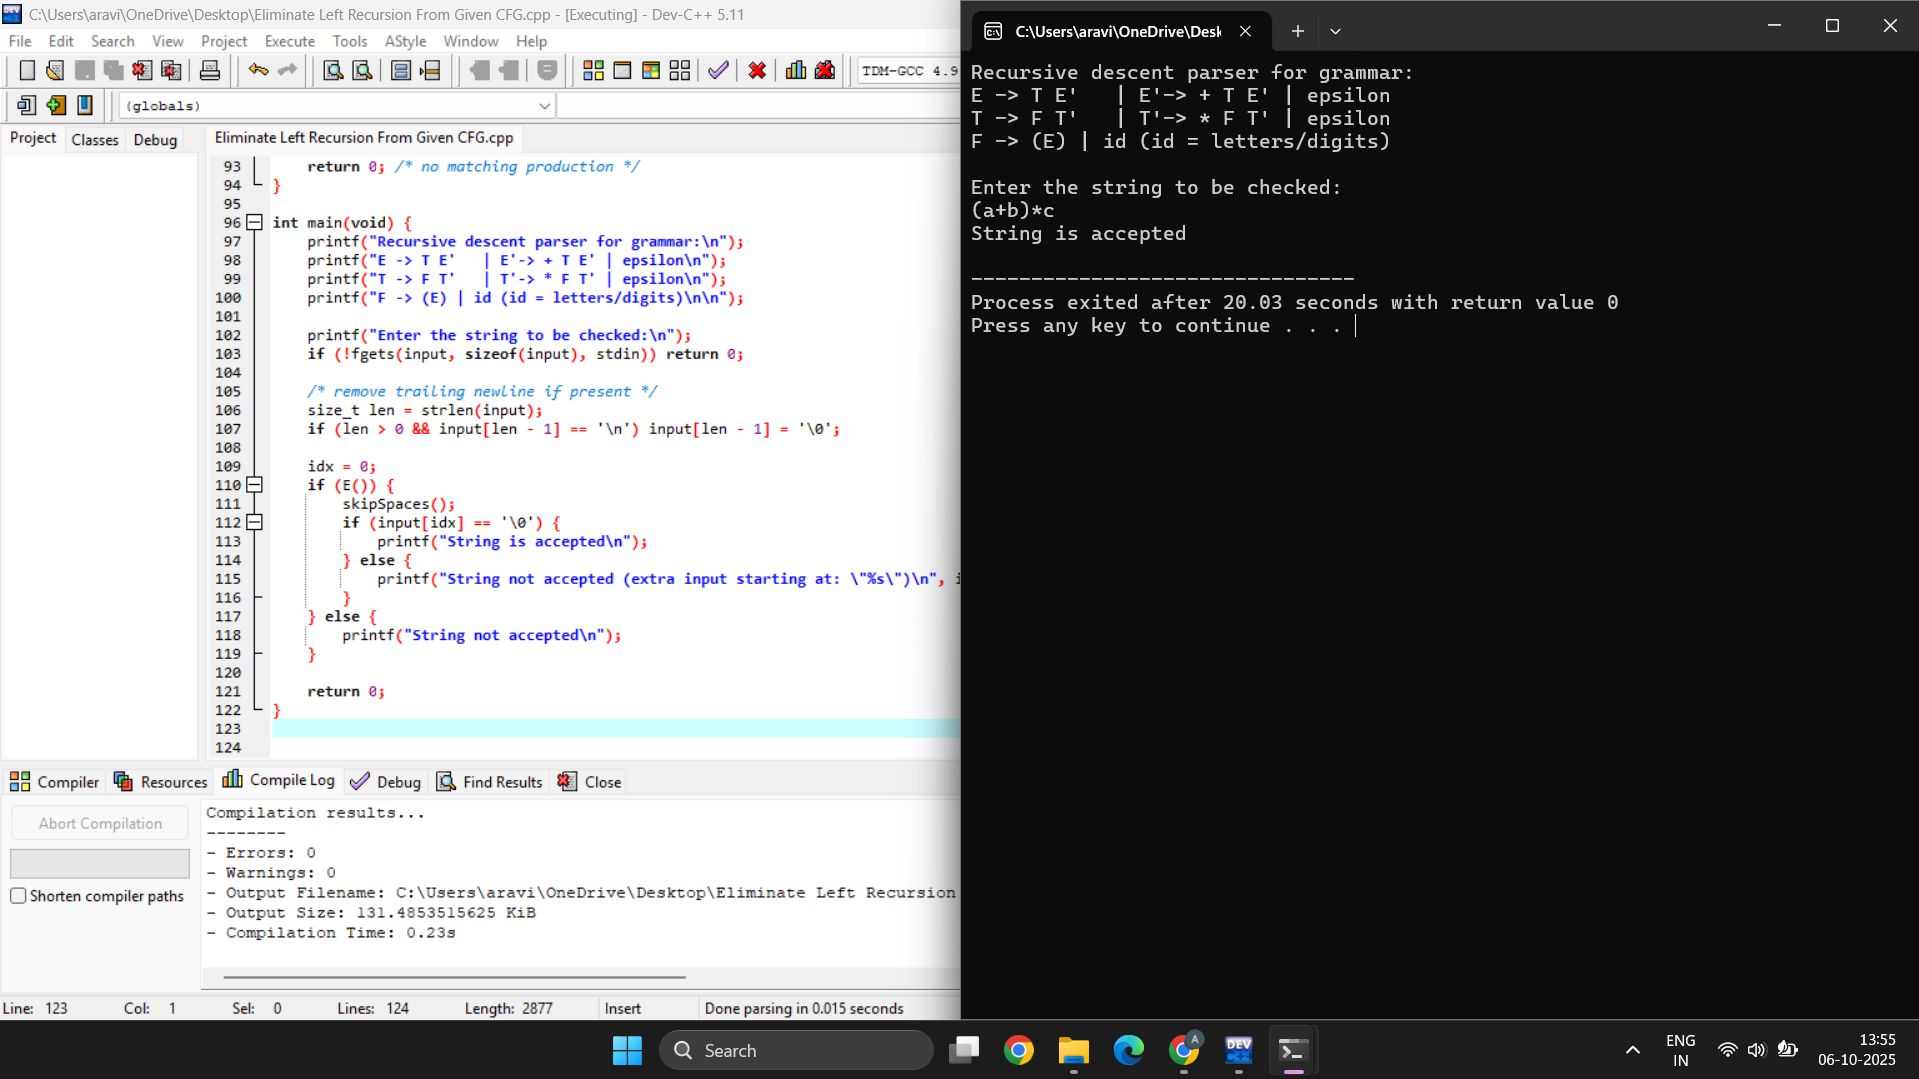 C:\Users\aravi\OneDrive\Desktop\Eliminate Left Recursion From Given CFG.cpp - [Executing] - Dev-C++ 5.11
File Edit Search View Project Execute Tools AStyle Window Help
TDM-GCC 4.9
(globals)
Project Classes Debug
Eliminate Left Recursion From Given CFG.cpp
93 return 0; /* no matching production */
94 }
95
96 int main(void) {
97 printf("Recursive descent parser for grammar:\n");
98 printf("E -> T E'   | E'-> + T E' | epsilon\n");
99 printf("T -> F T'   | T'-> * F T' | epsilon\n");
100 printf("F -> (E) | id (id = letters/digits)\n\n");
101
102 printf("Enter the string to be checked:\n");
103 if (!fgets(input, sizeof(input), stdin)) return 0;
104
105 /* remove trailing newline if present */
106 size_t len = strlen(input);
107 if (len > 0 && input[len - 1] == '\n') input[len - 1] = '\0';
108
109 idx = 0;
110 if (E()) {
111 skipSpaces();
112 if (input[idx] == '\0') {
113 printf("String is accepted\n");
114 } else {
115 printf("String not accepted (extra input starting at: \"%s\")\n",
116 }
117 } else {
118 printf("String not accepted\n");
119 }
120
121 return 0;
122 }
123
124
Compiler Resources Compile Log Debug Find Results Close
Abort Compilation
Shorten compiler paths
Compilation results...
--------
- Errors: 0
- Warnings: 0
- Output Filename: C:\Users\aravi\OneDrive\Desktop\Eliminate Left Recursion
- Output Size: 131.4853515625 KiB
- Compilation Time: 0.23s
Line: 123 Col: 1 Sel: 0 Lines: 124 Length: 2877 Insert Done parsing in 0.015 seconds
C:\Users\aravi\OneDrive\Desk
Recursive descent parser for grammar:
E -> T E'   | E'-> + T E' | epsilon
T -> F T'   | T'-> * F T' | epsilon
F -> (E) | id (id = letters/digits)
Enter the string to be checked:
(a+b)*c
String is accepted
--------------------------------
Process exited after 20.03 seconds with return value 0
Press any key to continue . . .
Search
DEV
A
ENG
IN
13:55
06-10-2025